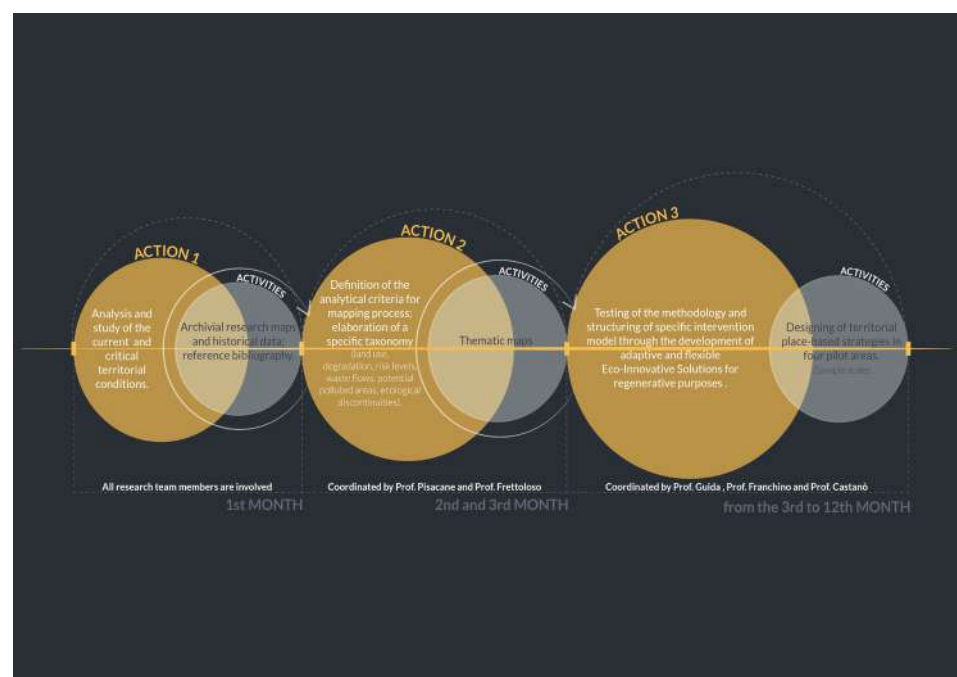 ACTION 1
ACTIVITIES
Analysis and
study of the
current and
critical
territorial
conditions.
Archivial research maps
and historical data;
reference bibliography.
All research team members are involved
1st MONTH
ACTION 2
ACTIVITIES
Definition of the
analytical criteria for
mapping process;
elaboration of a
specific taxonomy
(land use,
degradation, risk levels,
waste flows, potential
polluted areas, ecological
discontinuities).
Thematic maps
Coordinated by Prof. Pisacane and Prof. Frettoloso
2nd and 3rd MONTH
ACTION 3
ACTIVITIES
Testing of the methodology and
structuring of specific intervention
model through the development of
adaptive and flexible
Eco-Innovative Solutions for
regenerative purposes .
Designing of territorial
place-based strategies in
four pilot areas.
Coordinated by Prof. Guida , Prof. Franchino and Prof. Castanò
from the 3rd to 12th MONTH